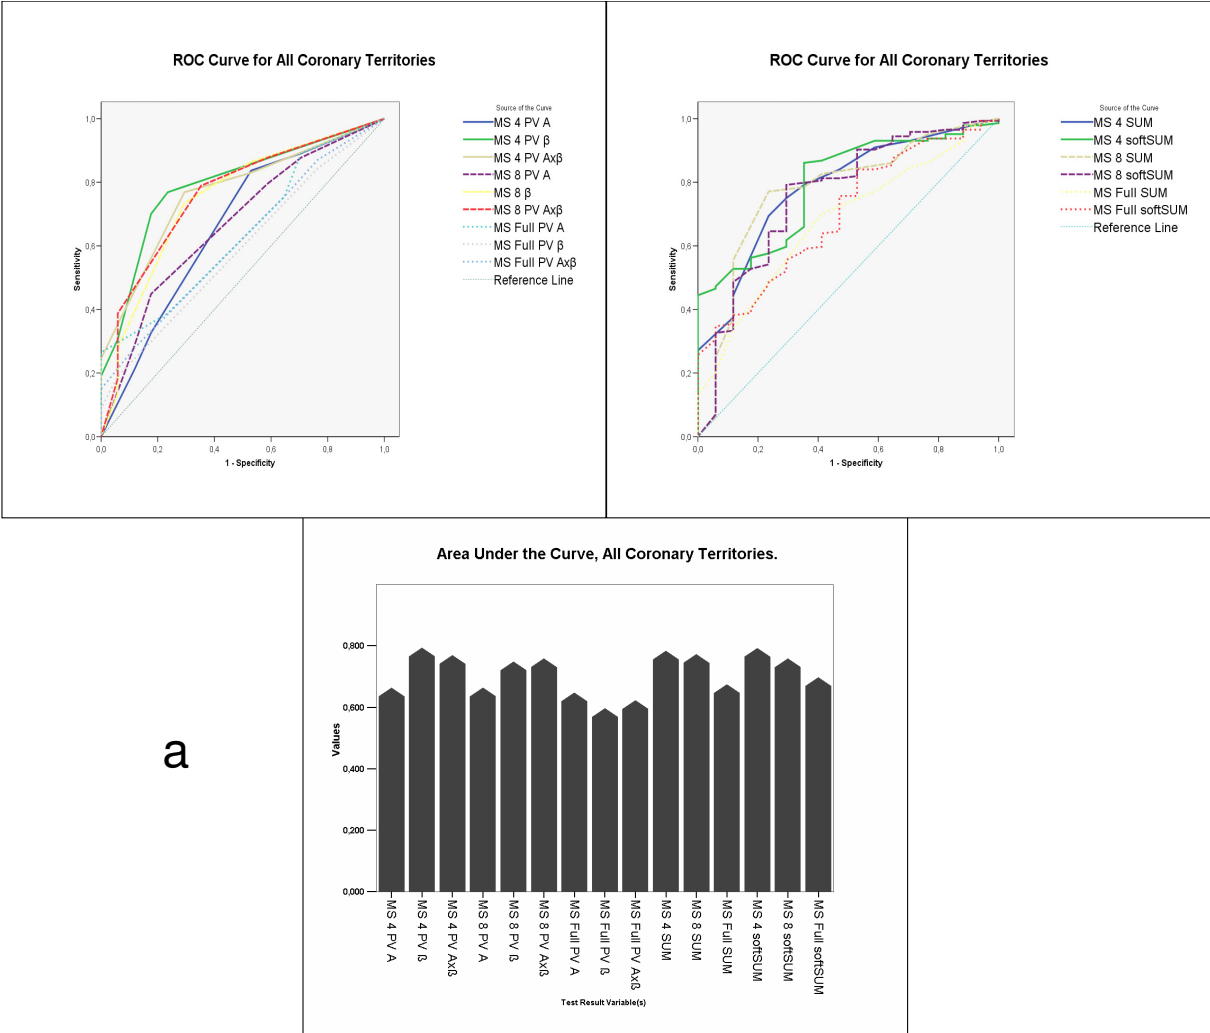 ROC Curve for All Coronary Territories
Source of the Curve
MS 4 PV A
MS 4 PV β
MS 4 PV Axβ
MS 8 PV A
MS 8 β
MS 8 PV Axβ
MS Full PV A
MS Full PV β
MS Full PV Axβ
Reference Line
1,0
0,8
0,6
0,4
0,2
0,0
Sensitivity
0,0 0,2 0,4 0,6 0,8 1,0
1 - Specificity
ROC Curve for All Coronary Territories
Source of the Curve
MS 4 SUM
MS 4 softSUM
MS 8 SUM
MS 8 softSUM
MS Full SUM
MS Full softSUM
Reference Line
1,0
0,8
0,6
0,4
0,2
0,0
Sensitivity
0,0 0,2 0,4 0,6 0,8 1,0
1 - Specificity
a
Area Under the Curve, All Coronary Territories.
0,800
0,600
0,400
0,200
0,000
Values
MS 4 PV A
MS 4 PV ß
MS 4 PV Axß
MS 8 PV A
MS 8 PV ß
MS 8 PV Axß
MS Full PV A
MS Full PV ß
MS Full PV Axß
MS 4 SUM
MS 8 SUM
MS Full SUM
MS 4 softSUM
MS 8 softSUM
MS Full softSUM
Test Result Variable(s)